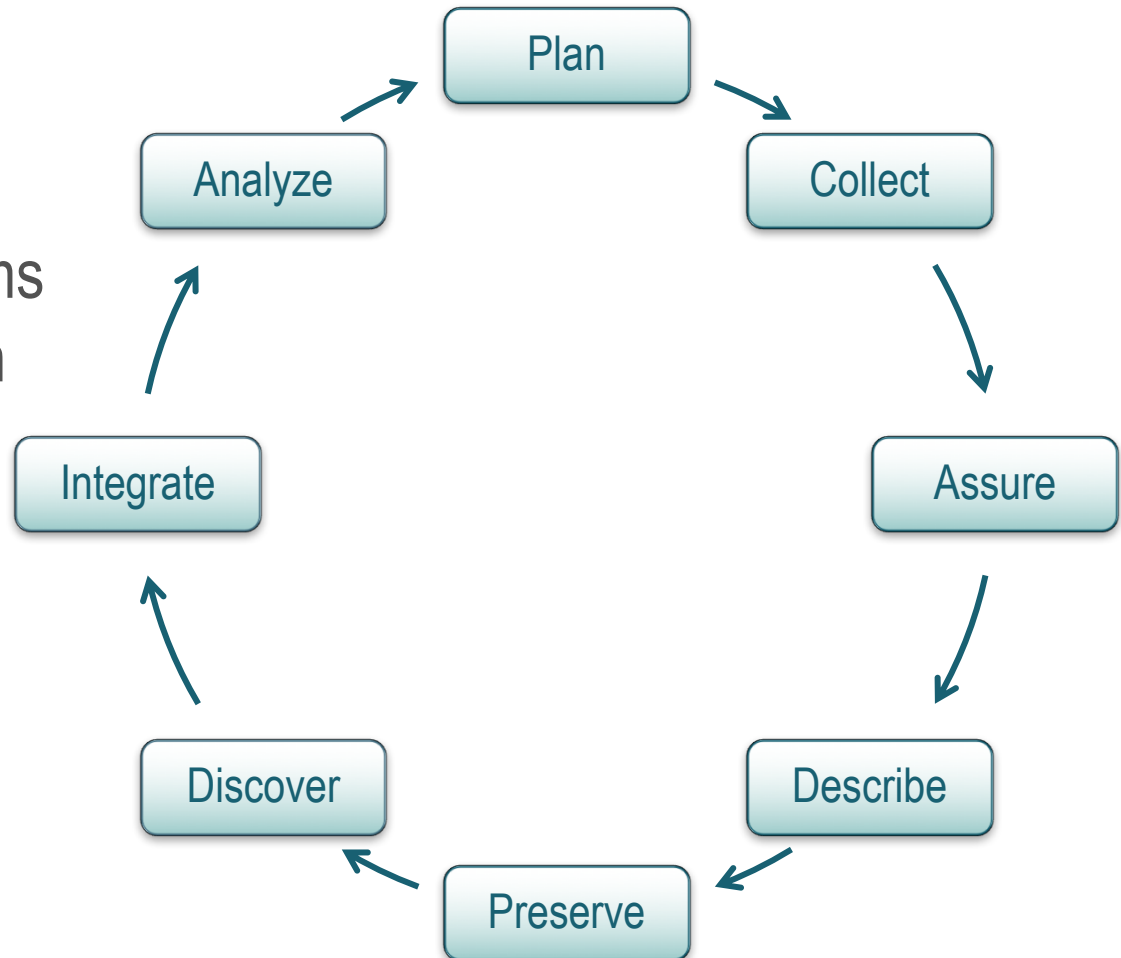 Plan
Analyze
Collect
Integrate
Assure
Discover
Describe
Preserve